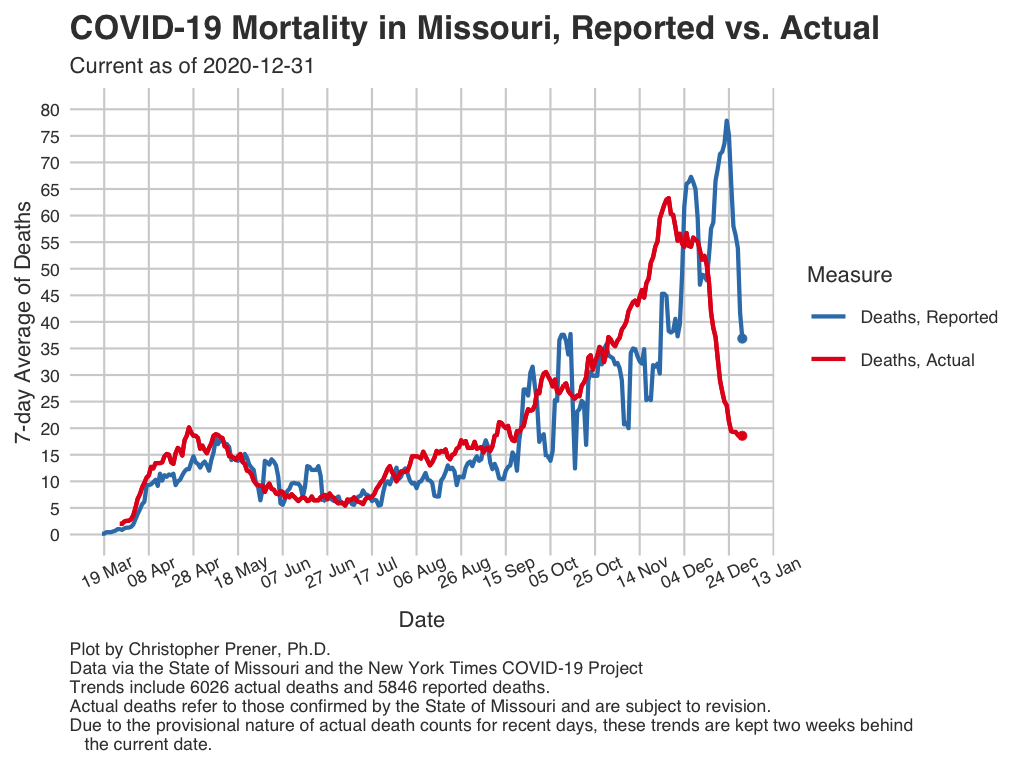 COVID-19 Mortality in Missouri, Reported vs. Actual
Current as of 2020-12-31
80
75
70
65
60
55
50
45
40
35
30
25
20
15
10
5
0
7-day Average of Deaths
Measure
Deaths, Reported
Deaths, Actual
19 Mar
08 Apr
28 Apr
18 May
07 Jun
27 Jun
17 Jul
06 Aug
26 Aug
15 Sep
05 Oct
25 Oct
14 Nov
04 Dec
24 Dec
13 Jan
Date
Plot by Christopher Prener, Ph.D.
Data via the State of Missouri and the New York Times COVID-19 Project
Trends include 6026 actual deaths and 5846 reported deaths.
Actual deaths refer to those confirmed by the State of Missouri and are subject to revision.
Due to the provisional nature of actual death counts for recent days, these trends are kept two weeks behind
the current date.